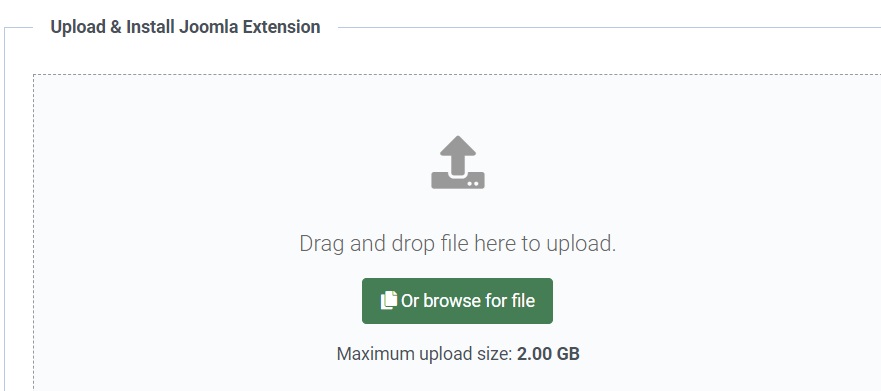 Upload & Install Joomla Extension
Drag and drop file here to upload.
Or browse for file
Maximum upload size: 2.00 GB